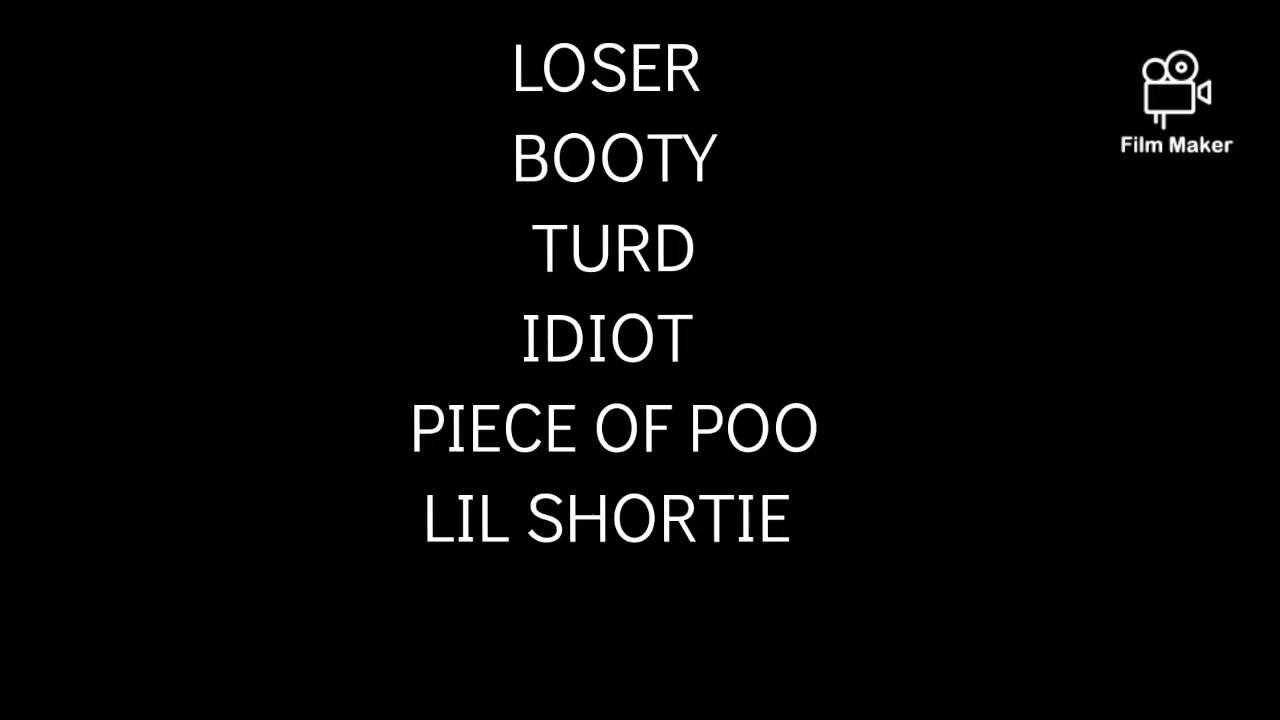 LOSER
BOOTY
TURD
IDIOT
PIECE OF POO
LIL SHORTIE
Film Maker